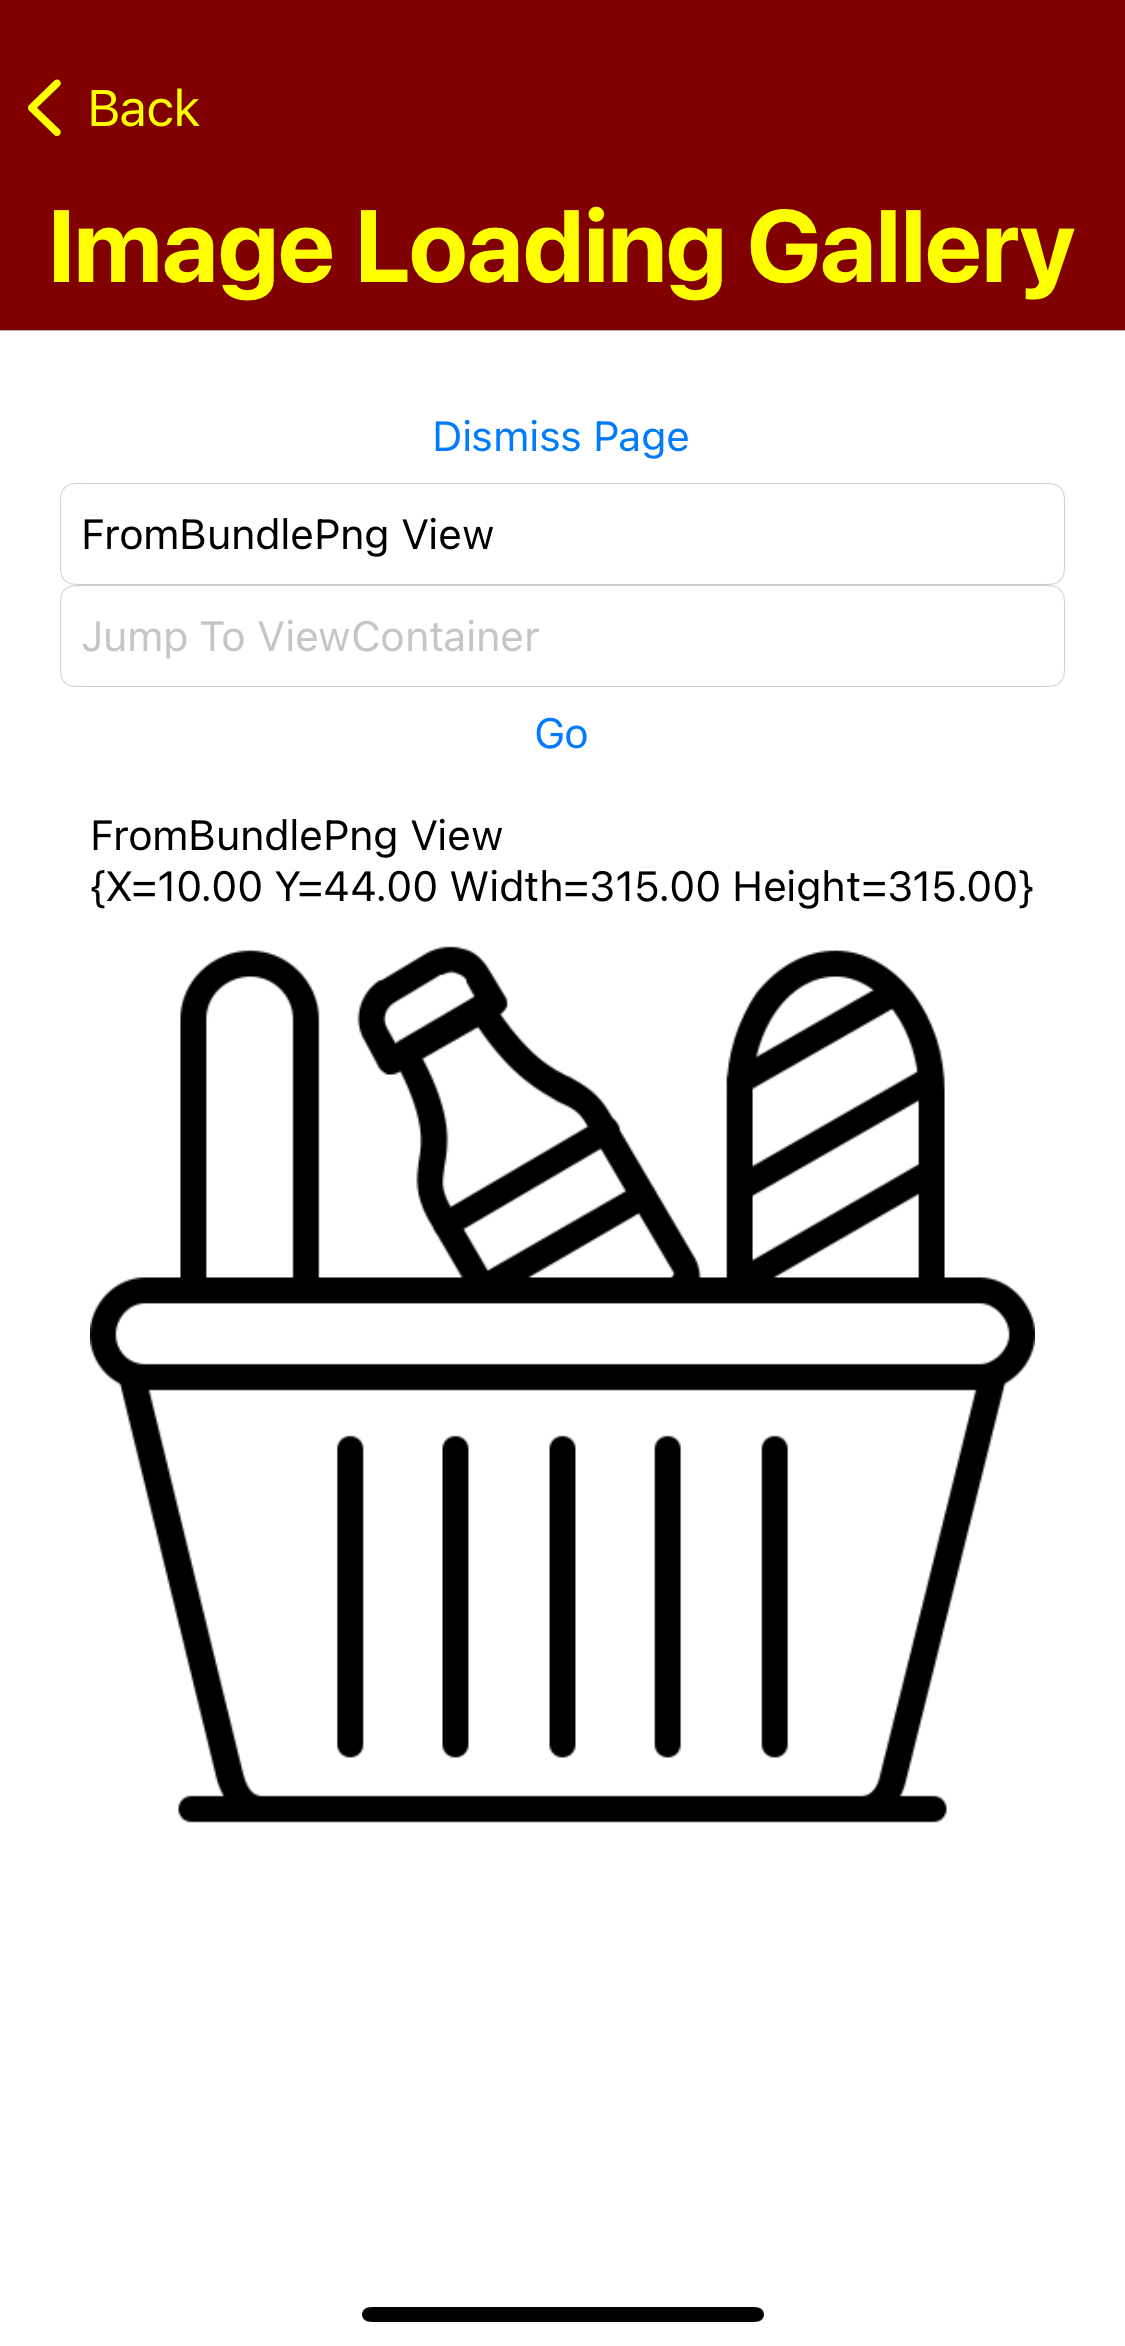 Back
Image Loading Gallery
Dismiss Page
FromBundlePng View
Jump To ViewContainer
Go
FromBundlePng View
{X=10.00 Y=44.00 Width=315.00 Height=315.00}